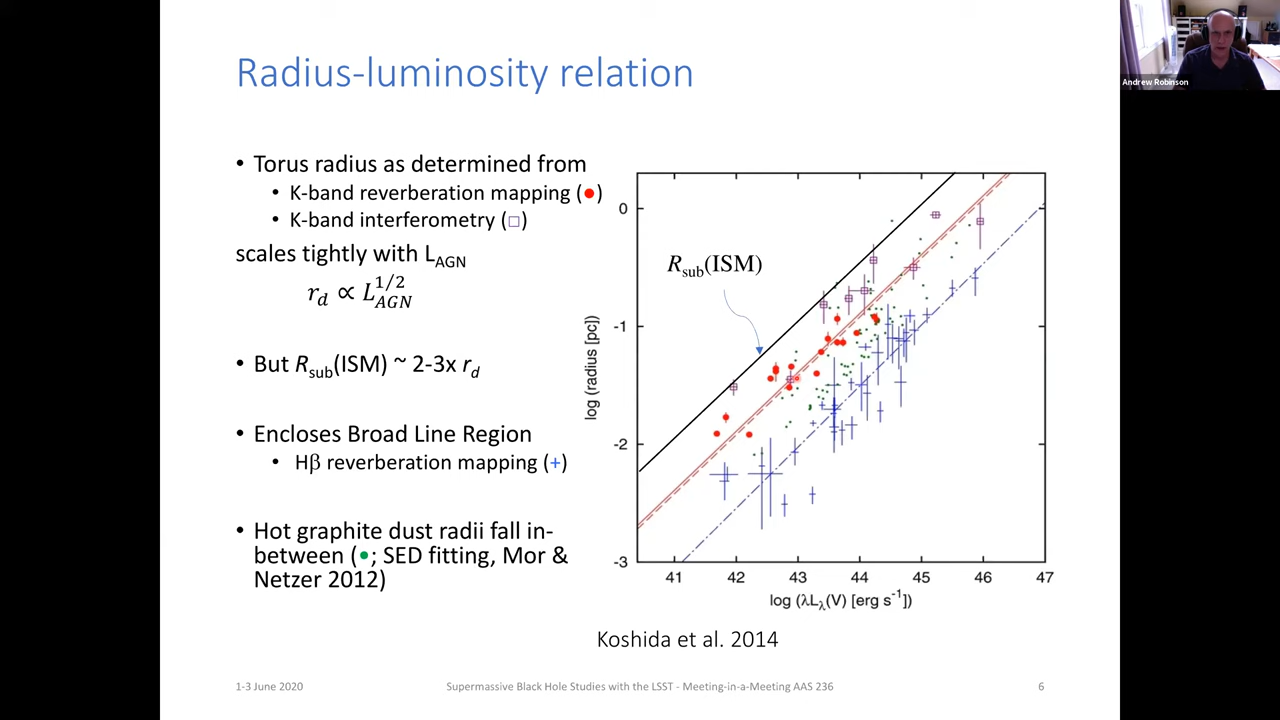 Radius-luminosity relation
• Torus radius as determined from
• K-band reverberation mapping (●)
• K-band interferometry (□)
scales tightly with L_AGN
r_d ∝ L_AGN^1/2
• But R_sub(ISM) ~ 2-3x r_d
• Encloses Broad Line Region
• Hβ reverberation mapping (+)
• Hot graphite dust radii fall in-
between (•; SED fitting, Mor &
Netzer 2012)
R_sub(ISM)
log (radius [pc])
0
-1
-2
-3
41 42 43 44 45 46 47
log (λL_λ(V) [erg s^-1])
Koshida et al. 2014
1-3 June 2020
Supermassive Black Hole Studies with the LSST - Meeting-in-a-Meeting AAS 236
6
Andrew Robinson